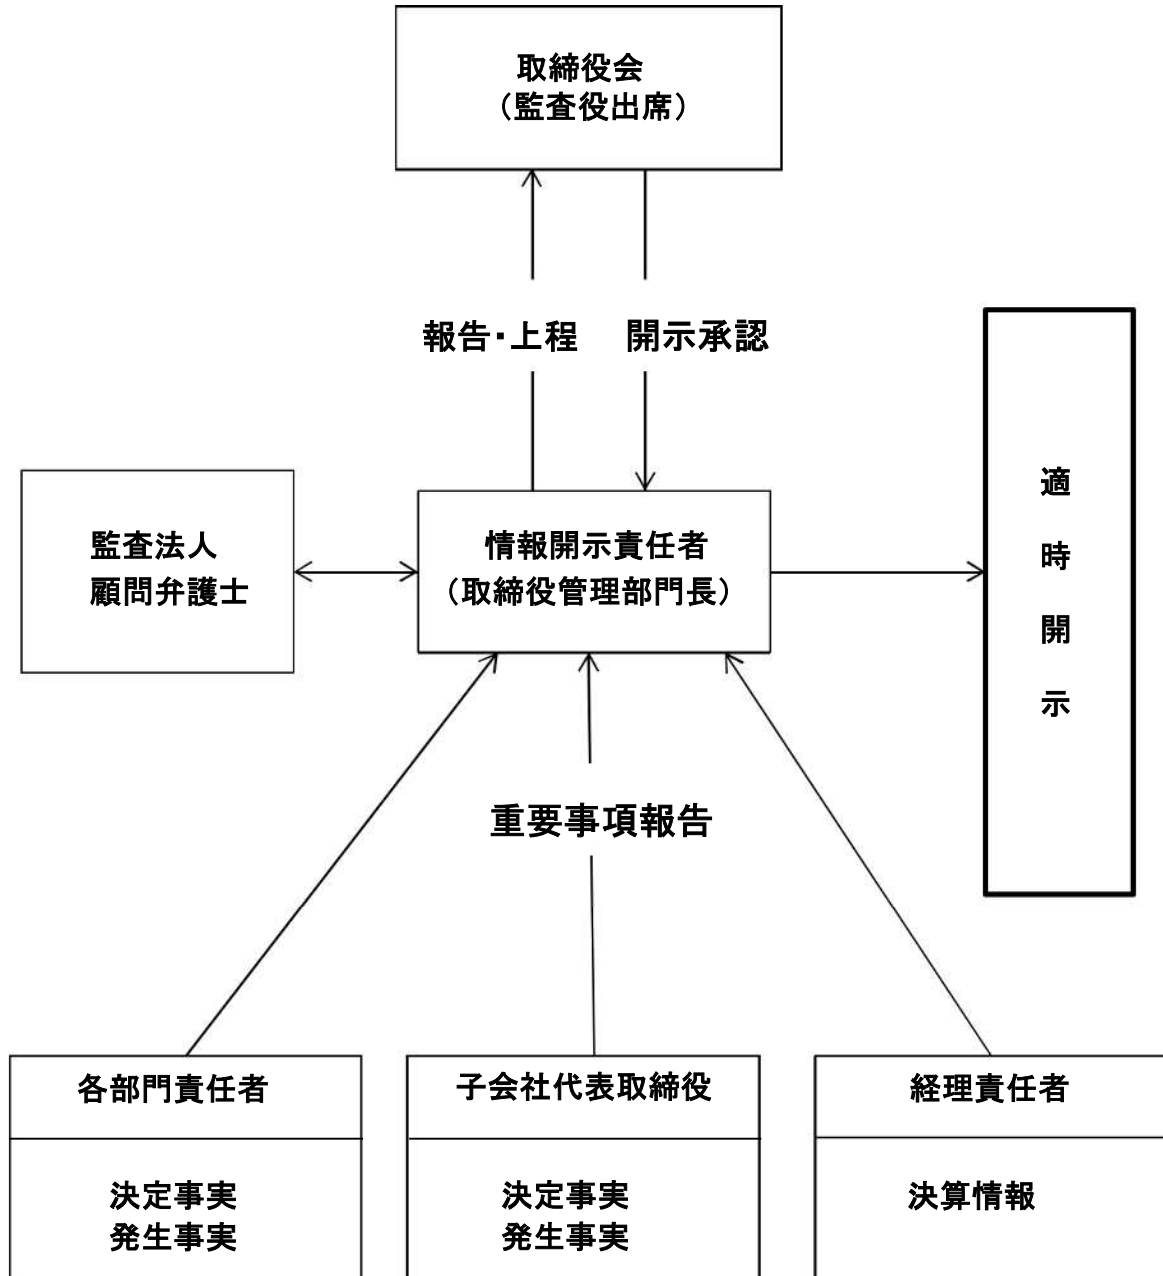 取締役会
（監査役出席）
報告・上程
開示承認
監査法人
顧問弁護士
情報開示責任者
（取締役管理部門長）
適時開示
重要事項報告
各部門責任者
決定事実
発生事実
子会社代表取締役
決定事実
発生事実
経理責任者
決算情報